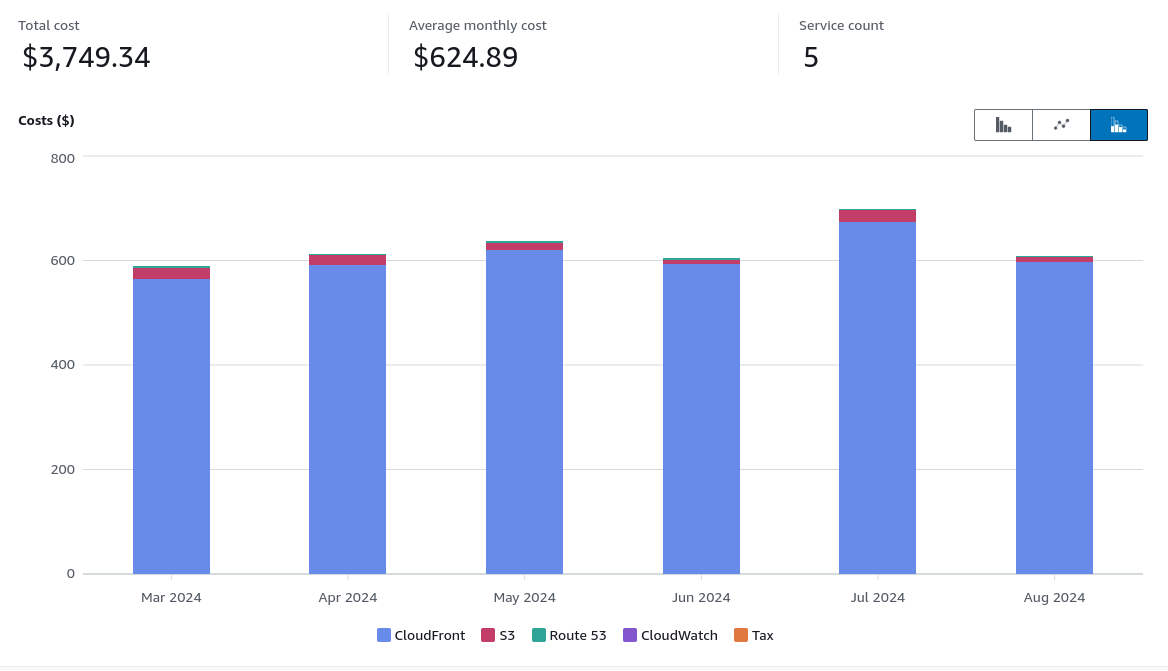 Total cost
$3,749.34
Average monthly cost
$624.89
Service count
5
Costs ($)
800
600
400
200
0
Mar 2024
Apr 2024
May 2024
Jun 2024
Jul 2024
Aug 2024
CloudFront
S3
Route 53
CloudWatch
Tax